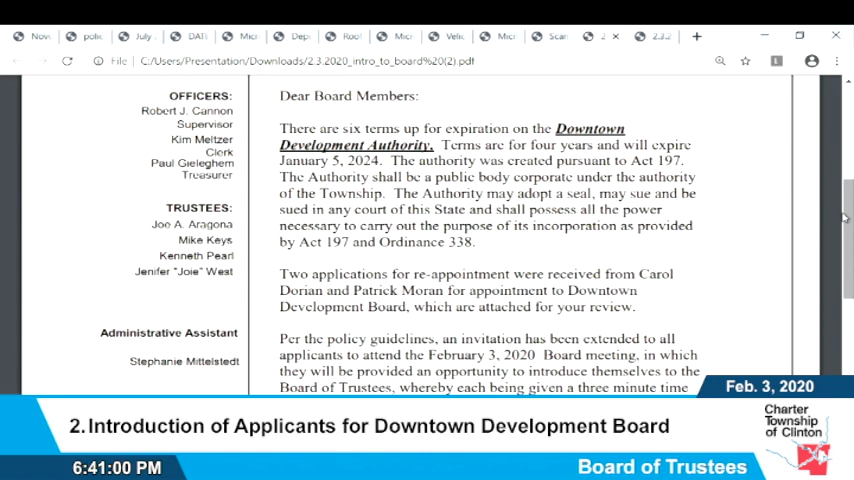 Nove
polic
July .
DATI
Micr
Dep
Roof
Micr
Velic
Micr
Scan
2
2.3.2
File
C:/Users/Presentation/Downloads/2.3.2020_intro_to_board%20(2).pdf
OFFICERS:
Robert J. Cannon
Supervisor
Kim Meltzer
Clerk
Paul Gieleghem
Treasurer
TRUSTEES:
Joe A. Aragona
Mike Keys
Kenneth Pearl
Jenifer "Joie" West
Administrative Assistant
Stephanie Mittelstedt
Dear Board Members:
There are six terms up for expiration on the Downtown
Development Authority. Terms are for four years and will expire
January 5, 2024. The authority was created pursuant to Act 197.
The Authority shall be a public body corporate under the authority
of the Township. The Authority may adopt a seal, may sue and be
sued in any court of this State and shall possess all the power
necessary to carry out the purpose of its incorporation as provided
by Act 197 and Ordinance 338.
Two applications for re-appointment were received from Carol
Dorian and Patrick Moran for appointment to Downtown
Development Board, which are attached for your review.
Per the policy guidelines, an invitation has been extended to all
applicants to attend the February 3, 2020 Board meeting, in which
they will be provided an opportunity to introduce themselves to the
Board of Trustees, whereby each being given a three minute time
Feb. 3, 2020
2.Introduction of Applicants for Downtown Development Board
Charter
Township
of Clinton
6:41:00 PM
Board of Trustees